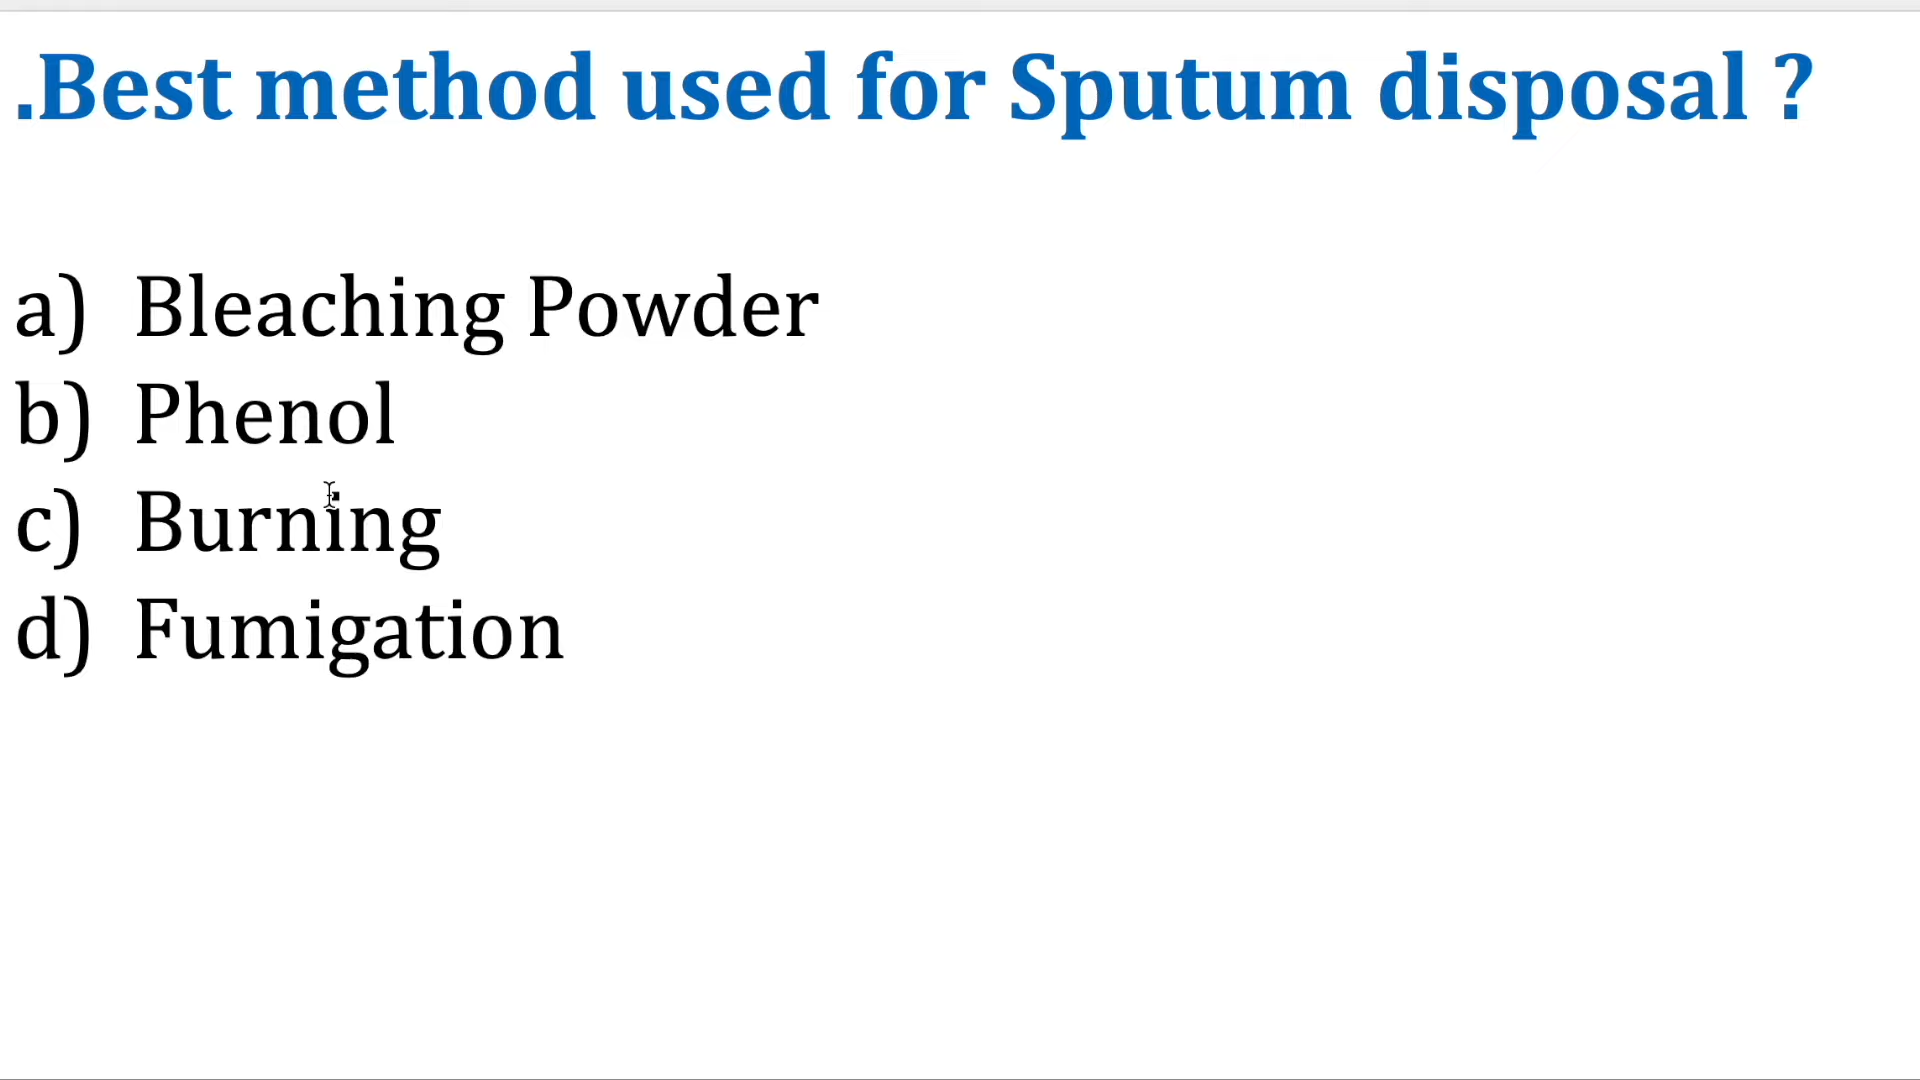 .Best method used for Sputum disposal ?
a) Bleaching Powder
b) Phenol
c) Burning
d) Fumigation